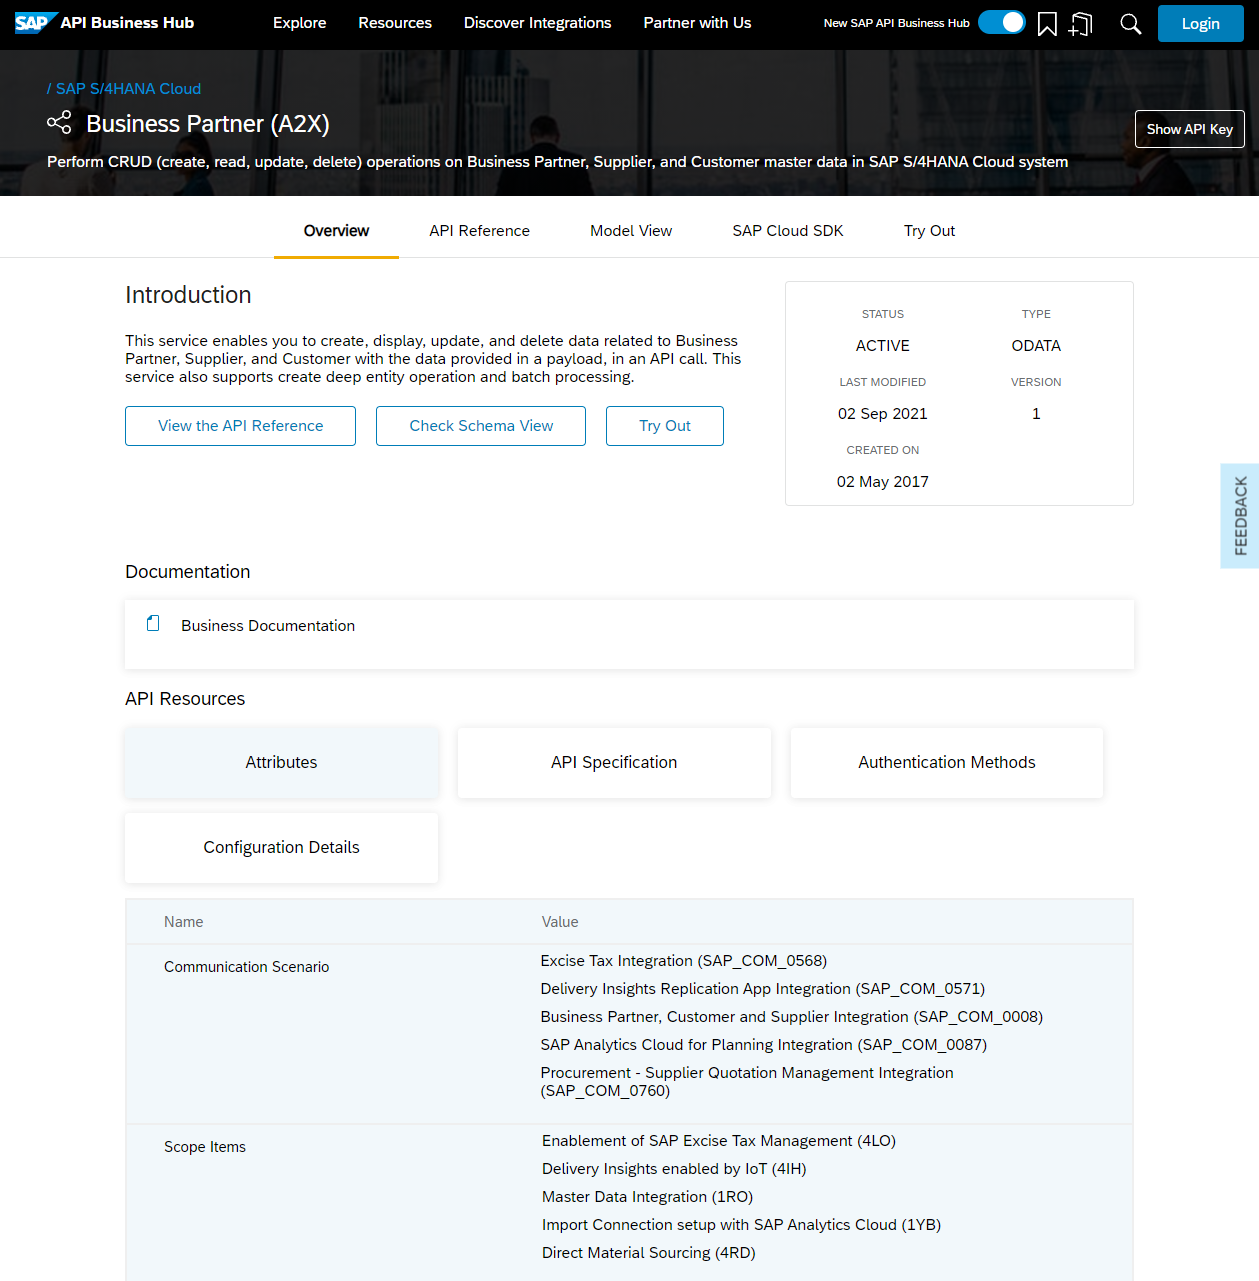 SAP API Business Hub
Explore
Resources
Discover Integrations
Partner with Us
New SAP API Business Hub
Login
/ SAP S/4HANA Cloud
Business Partner (A2X)
Show API Key
Perform CRUD (create, read, update, delete) operations on Business Partner, Supplier, and Customer master data in SAP S/4HANA Cloud system
Overview
API Reference
Model View
SAP Cloud SDK
Try Out
Introduction
This service enables you to create, display, update, and delete data related to Business
Partner, Supplier, and Customer with the data provided in a payload, in an API call. This
service also supports create deep entity operation and batch processing.
View the API Reference
Check Schema View
Try Out
STATUS
TYPE
ACTIVE
ODATA
LAST MODIFIED
VERSION
02 Sep 2021
1
CREATED ON
02 May 2017
FEEDBACK
Documentation
Business Documentation
API Resources
Attributes
API Specification
Authentication Methods
Configuration Details
Name
Value
Communication Scenario
Excise Tax Integration (SAP_COM_0568)
Delivery Insights Replication App Integration (SAP_COM_0571)
Business Partner, Customer and Supplier Integration (SAP_COM_0008)
SAP Analytics Cloud for Planning Integration (SAP_COM_0087)
Procurement - Supplier Quotation Management Integration
(SAP_COM_0760)
Scope Items
Enablement of SAP Excise Tax Management (4LO)
Delivery Insights enabled by IoT (4IH)
Master Data Integration (1RO)
Import Connection setup with SAP Analytics Cloud (1YB)
Direct Material Sourcing (4RD)